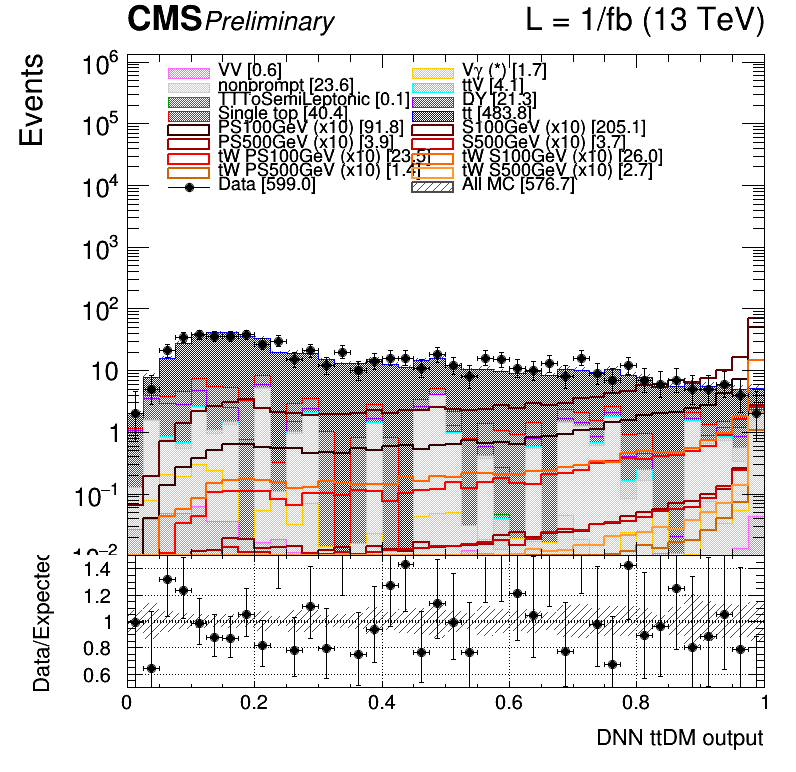 CMS Preliminary L = 1/fb (13 TeV)
Events
VV [0.6] Vγ (*) [1.7]
nonprompt [23.6] ttV [4.1]
TTToSemiLeptonic [0.1] DY [21.3]
Single top [40.4] tt [483.8]
PS100GeV (x10) [91.8] S100GeV (x10) [205.1]
PS500GeV (x10) [3.9] S500GeV (x10) [3.7]
tW PS100GeV (x10) [23.5] tW S100GeV (x10) [26.0]
tW PS500GeV (x10) [1.4] tW S500GeV (x10) [2.7]
Data [599.0] All MC [576.7]
10⁶
10⁵
10⁴
10³
10²
10
1
10⁻¹
10⁻²
Data/Expected
1.4
1.2
1
0.8
0.6
0 0.2 0.4 0.6 0.8 1
DNN ttDM output